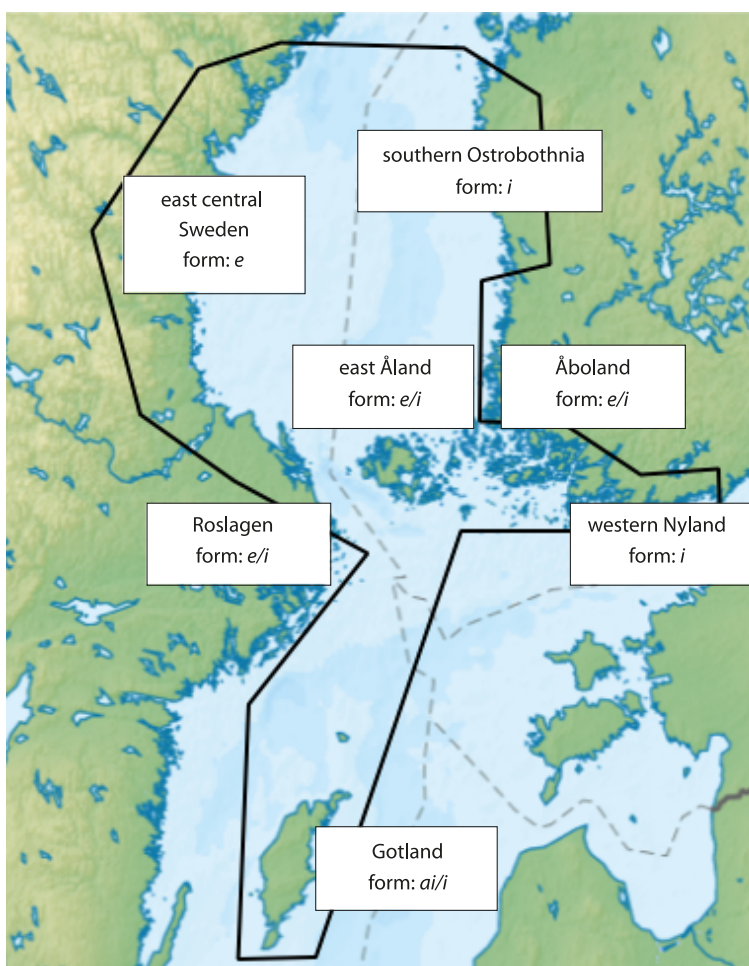 southern Ostrobothnia
form: i
east central
Sweden
form: e
east Åland
form: e/i
Åboland
form: e/i
Roslagen
form: e/i
western Nyland
form: i
Gotland
form: ai/i